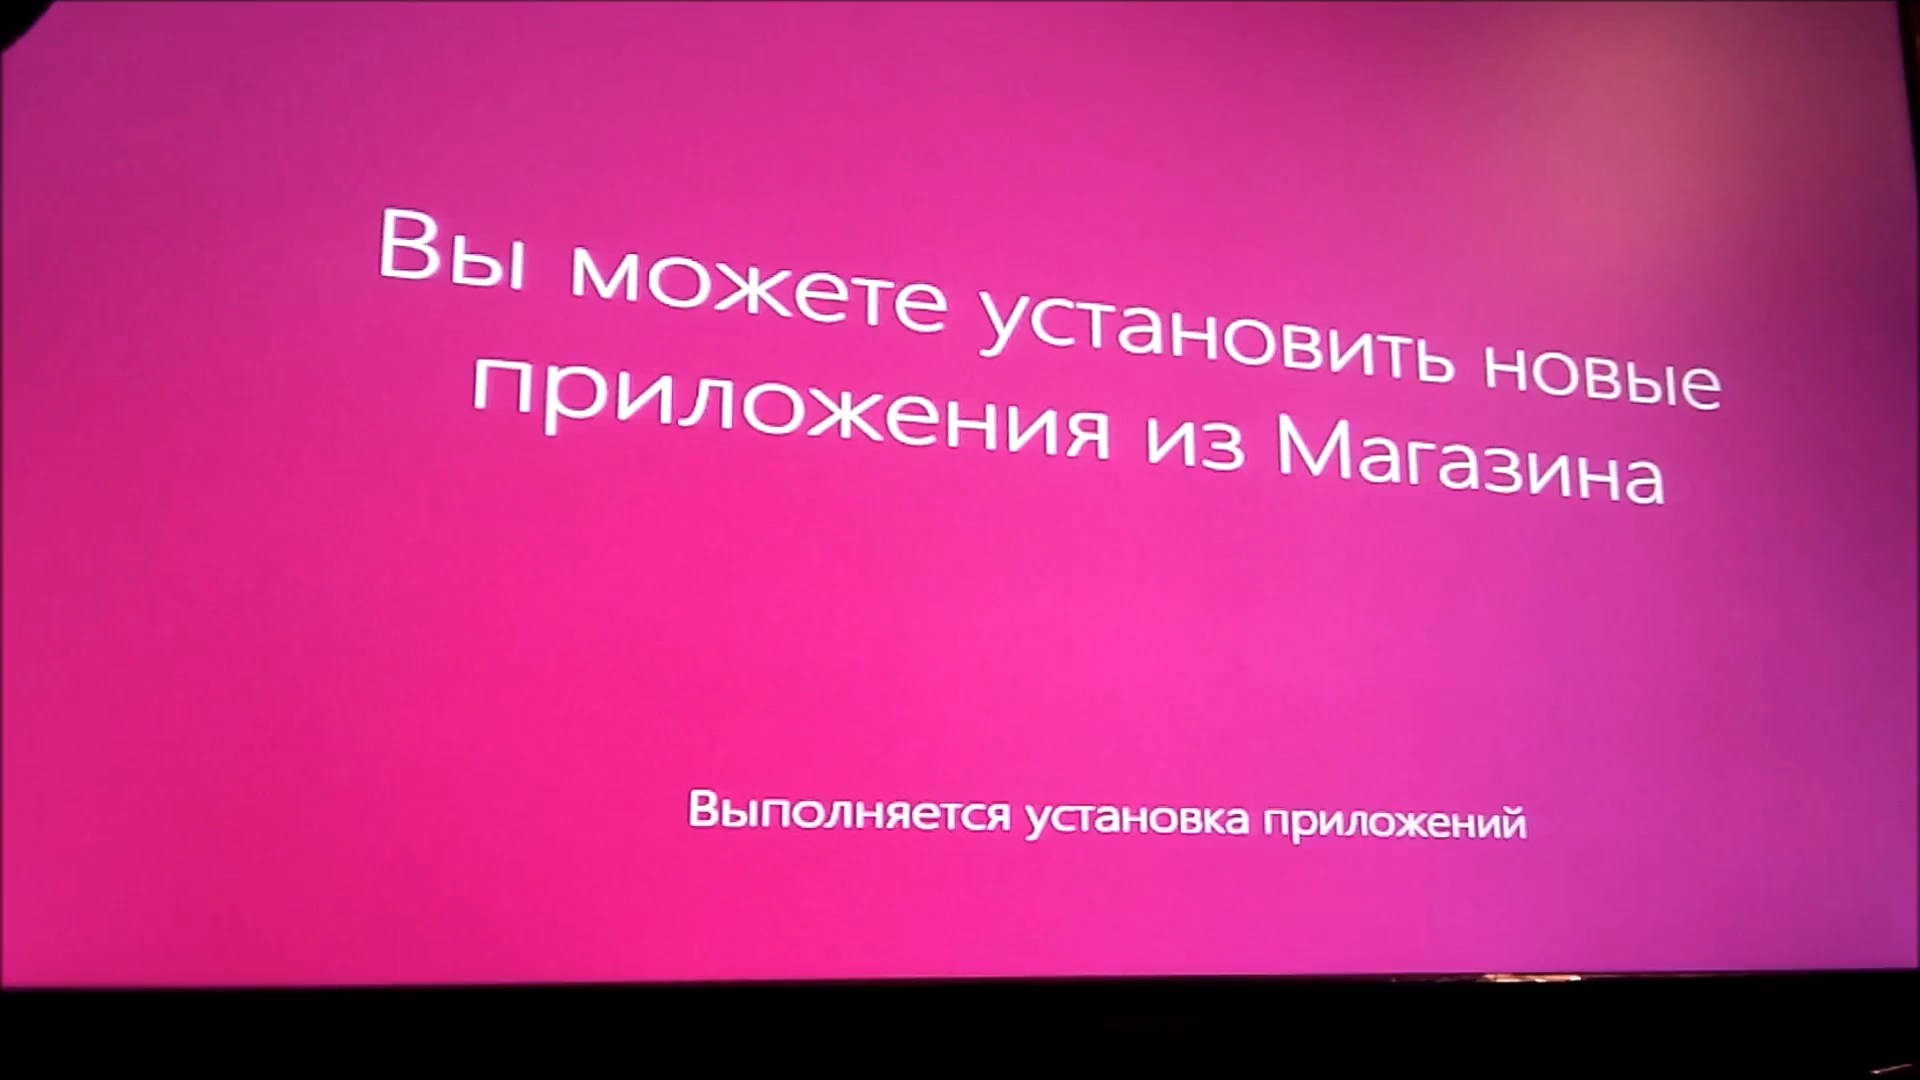 Вы можете установить новые
приложения из Магазина
Выполняется установка приложений